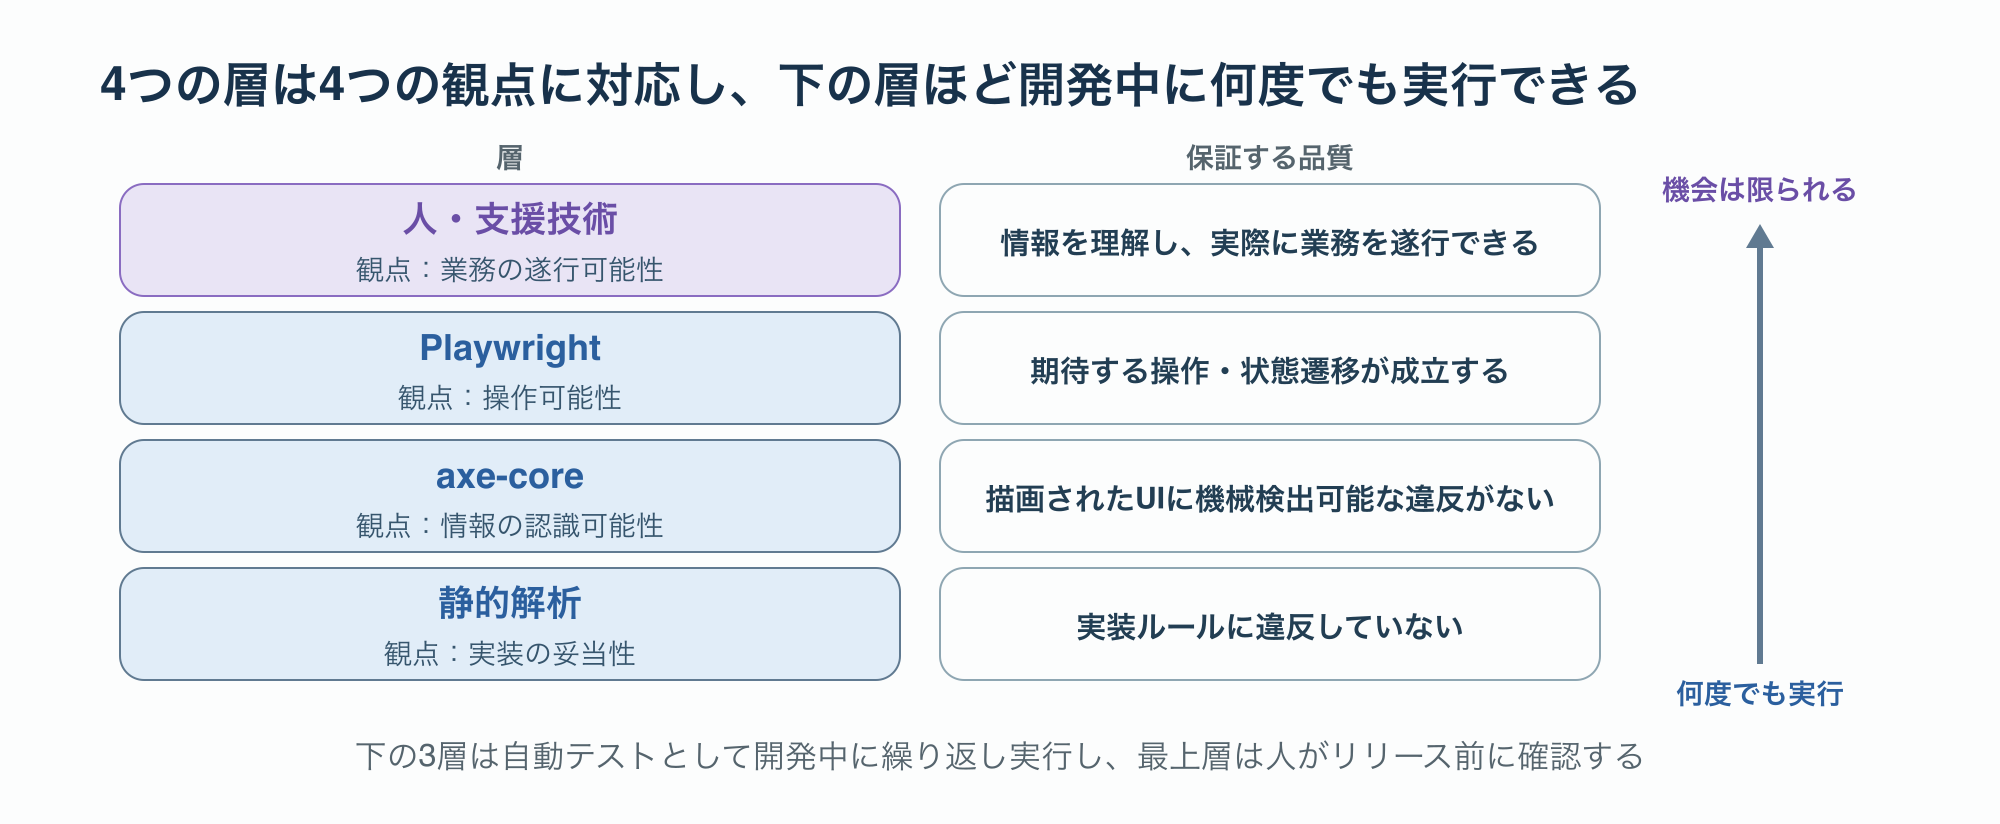 4つの層は4つの観点に対応し、下の層ほど開発中に何度でも実行できる
層
保証する品質
機会は限られる
人・支援技術
観点：業務の遂行可能性
情報を理解し、実際に業務を遂行できる
Playwright
観点：操作可能性
期待する操作・状態遷移が成立する
axe-core
観点：情報の認識可能性
描画されたUIに機械検出可能な違反がない
静的解析
観点：実装の妥当性
実装ルールに違反していない
何度でも実行
下の3層は自動テストとして開発中に繰り返し実行し、最上層は人がリリース前に確認する